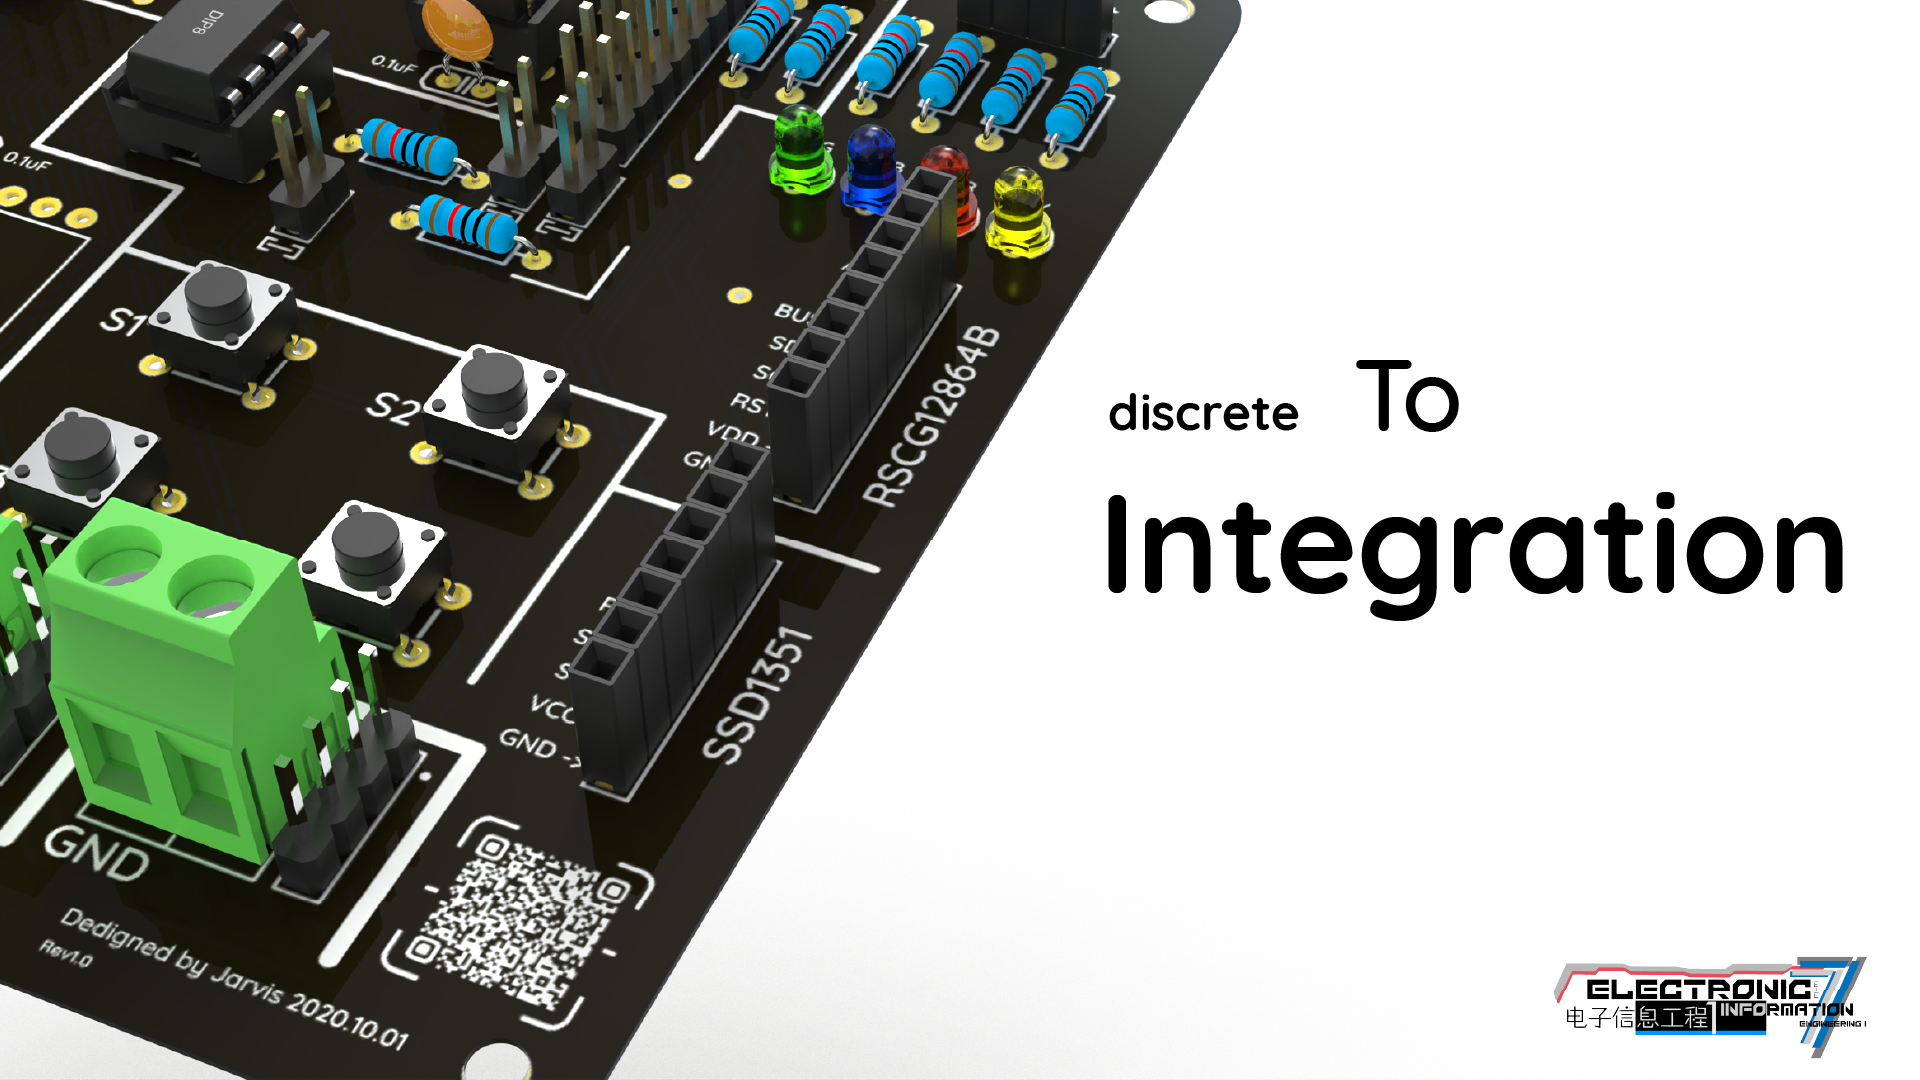 DIP8
0.1uF
0.1uF
S1
S2
RSCG12864B
VDD
SSD1351
GND ->
GND
Dedigned by Jarvis 2020.10.01
Rev1.0
discrete To
Integration
ELECTRONIC
电子信息工程 INFORMATION
ENGINEERING